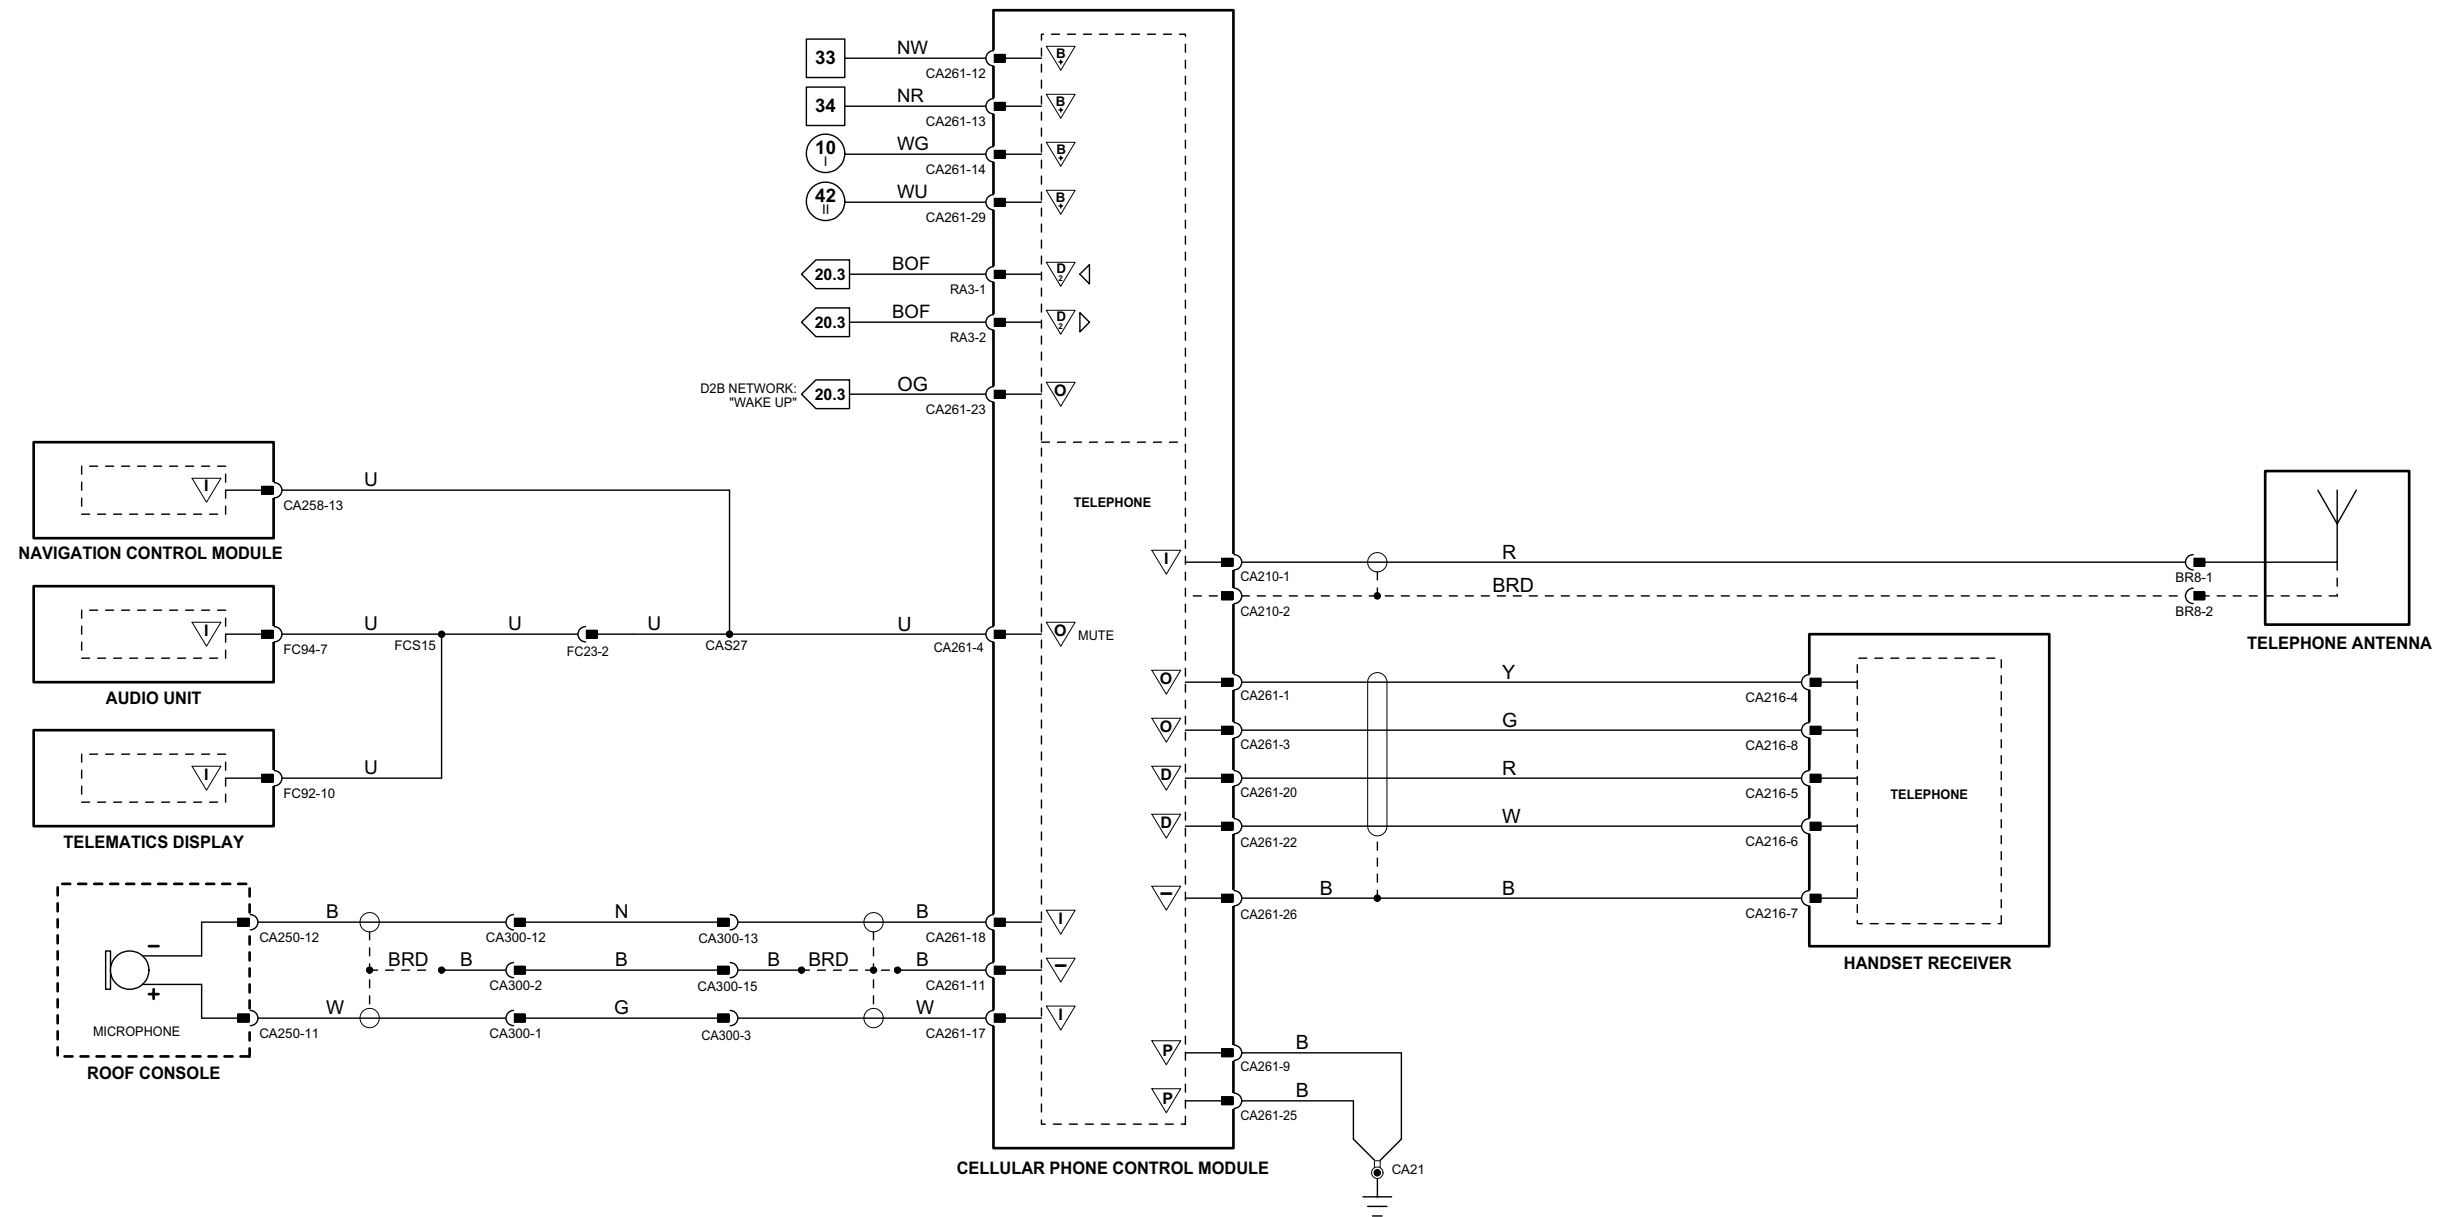 33 NW CA261-12 B+
34 NR CA261-13 B+
10 I WG CA261-14 B+
42 II WU CA261-29 B+
20.3 BOF RA3-1 D2
20.3 BOF RA3-2 D2
D2B NETWORK:
"WAKE UP"
20.3 OG CA261-23 O
I U CA258-13
NAVIGATION CONTROL MODULE
TELEPHONE
I CA210-1 R BR8-1
CA210-2 BRD BR8-2
TELEPHONE ANTENNA
I FC94-7 U FCS15 U FC23-2 U CAS27 U CA261-4 O MUTE
AUDIO UNIT
I U FC92-10
TELEMATICS DISPLAY
O CA261-1 Y CA216-4
O CA261-3 G CA216-8
D CA261-20 R CA216-5
D CA261-22 W CA216-6
TELEPHONE
– CA261-26 B B CA216-7
HANDSET RECEIVER
B CA250-12 CA300-12 N CA300-13 B CA261-18 I
–
BRD B CA300-2 B CA300-15 B BRD B CA261-11 –
+
W CA250-11 CA300-1 G CA300-3 W CA261-17 I
MICROPHONE
ROOF CONSOLE
P CA261-9 B
P CA261-25 B
CELLULAR PHONE CONTROL MODULE
CA21